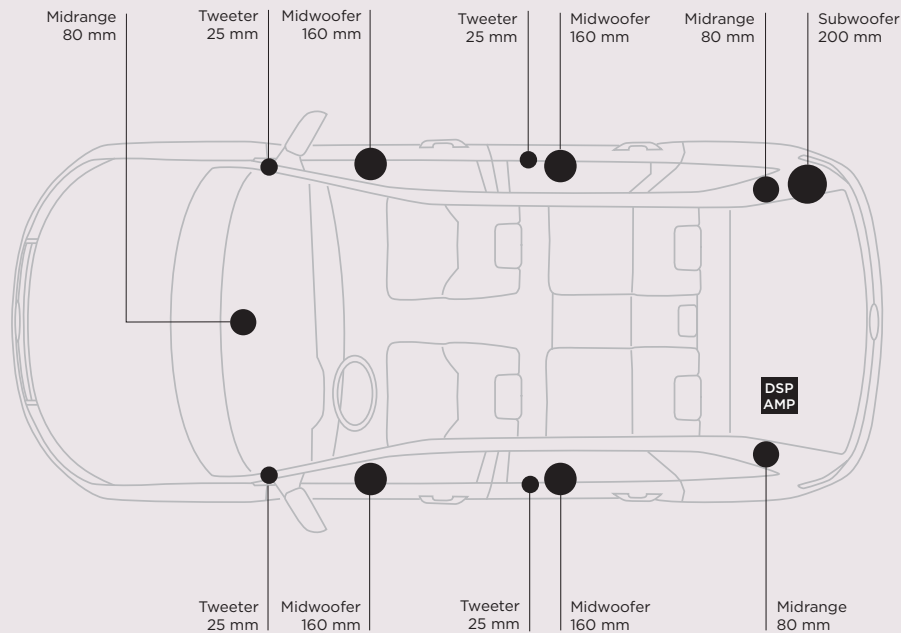 Midrange
80 mm
Tweeter
25 mm
Midwoofer
160 mm
Tweeter
25 mm
Midwoofer
160 mm
Midrange
80 mm
Subwoofer
200 mm
DSP
AMP
Tweeter
25 mm
Midwoofer
160 mm
Tweeter
25 mm
Midwoofer
160 mm
Midrange
80 mm